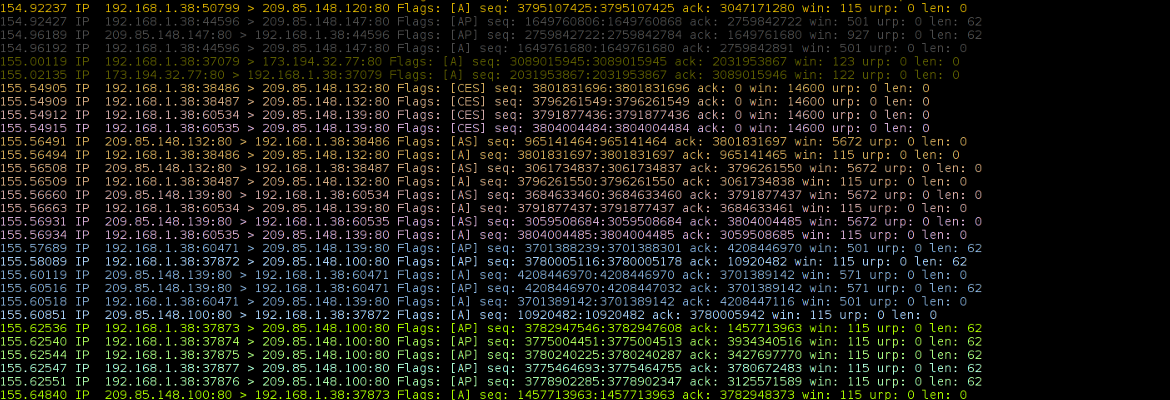 154.92237 IP  192.168.1.38:50799 > 209.85.148.120:80 Flags: [A] seq: 3795107425:3795107425 ack: 3047171280 win: 115 urp: 0 len: 0
154.92423 IP  192.168.1.38:44596 > 209.85.148.147:80 Flags: [AP] seq: 1649760806:1649760868 ack: 2759842722 win: 501 urp: 0 len: 62
154.96189 IP  209.85.148.147:80 > 192.168.1.38:44596 Flags: [AP] seq: 2759842722:2759842784 ack: 1649761680 win: 927 urp: 0 len: 62
154.96192 IP  192.168.1.38:44596 > 209.85.148.147:80 Flags: [A] seq: 1649761680:1649761680 ack: 2759842891 win: 501 urp: 0 len: 0
155.00119 IP  192.168.1.38:37079 > 173.194.32.77:80 Flags: [A] seq: 3089015945:3089015945 ack: 2031953867 win: 123 urp: 0 len: 0
155.02135 IP  173.194.32.77:80 > 192.168.1.38:37079 Flags: [A] seq: 2031953867:2031953867 ack: 3089015946 win: 122 urp: 0 len: 0
155.54905 IP  192.168.1.38:38486 > 209.85.148.132:80 Flags: [CES] seq: 3801831696:3801831696 ack: 0 win: 14600 urp: 0 len: 0
155.54909 IP  192.168.1.38:38487 > 209.85.148.132:80 Flags: [CES] seq: 3796261549:3796261549 ack: 0 win: 14600 urp: 0 len: 0
155.54912 IP  192.168.1.38:60534 > 209.85.148.139:80 Flags: [CES] seq: 3791877436:3791877436 ack: 0 win: 14600 urp: 0 len: 0
155.54915 IP  192.168.1.38:60535 > 209.85.148.139:80 Flags: [CES] seq: 3804004484:3804004484 ack: 0 win: 14600 urp: 0 len: 0
155.56491 IP  209.85.148.132:80 > 192.168.1.38:38486 Flags: [AS] seq: 965141464:965141464 ack: 3801831697 win: 5672 urp: 0 len: 0
155.56494 IP  192.168.1.38:38486 > 209.85.148.132:80 Flags: [A] seq: 3801831697:3801831697 ack: 965141465 win: 115 urp: 0 len: 0
155.56508 IP  209.85.148.132:80 > 192.168.1.38:38487 Flags: [AS] seq: 3061734837:3061734837 ack: 3796261550 win: 5672 urp: 0 len: 0
155.56509 IP  192.168.1.38:38487 > 209.85.148.132:80 Flags: [A] seq: 3796261550:3796261550 ack: 3061734838 win: 115 urp: 0 len: 0
155.56660 IP  209.85.148.139:80 > 192.168.1.38:60534 Flags: [AS] seq: 3684633460:3684633460 ack: 3791877437 win: 5672 urp: 0 len: 0
155.56663 IP  192.168.1.38:60534 > 209.85.148.139:80 Flags: [A] seq: 3791877437:3791877437 ack: 3684633461 win: 115 urp: 0 len: 0
155.56931 IP  209.85.148.139:80 > 192.168.1.38:60535 Flags: [AS] seq: 3059508684:3059508684 ack: 3804004485 win: 5672 urp: 0 len: 0
155.56934 IP  192.168.1.38:60535 > 209.85.148.139:80 Flags: [A] seq: 3804004485:3804004485 ack: 3059508685 win: 115 urp: 0 len: 0
155.57689 IP  192.168.1.38:60471 > 209.85.148.139:80 Flags: [AP] seq: 3701388239:3701388301 ack: 4208446970 win: 501 urp: 0 len: 62
155.58089 IP  192.168.1.38:37872 > 209.85.148.100:80 Flags: [AP] seq: 3780005116:3780005178 ack: 10920482 win: 115 urp: 0 len: 62
155.60119 IP  209.85.148.139:80 > 192.168.1.38:60471 Flags: [A] seq: 4208446970:4208446970 ack: 3701389142 win: 571 urp: 0 len: 0
155.60516 IP  209.85.148.139:80 > 192.168.1.38:60471 Flags: [AP] seq: 4208446970:4208447032 ack: 3701389142 win: 571 urp: 0 len: 62
155.60518 IP  192.168.1.38:60471 > 209.85.148.139:80 Flags: [A] seq: 3701389142:3701389142 ack: 4208447116 win: 501 urp: 0 len: 0
155.60851 IP  209.85.148.100:80 > 192.168.1.38:37872 Flags: [A] seq: 10920482:10920482 ack: 3780005942 win: 115 urp: 0 len: 0
155.62536 IP  192.168.1.38:37873 > 209.85.148.100:80 Flags: [AP] seq: 3782947546:3782947608 ack: 1457713963 win: 115 urp: 0 len: 62
155.62540 IP  192.168.1.38:37874 > 209.85.148.100:80 Flags: [AP] seq: 3775004451:3775004513 ack: 3934340516 win: 115 urp: 0 len: 62
155.62544 IP  192.168.1.38:37875 > 209.85.148.100:80 Flags: [AP] seq: 3780240225:3780240287 ack: 3427697770 win: 115 urp: 0 len: 62
155.62547 IP  192.168.1.38:37877 > 209.85.148.100:80 Flags: [AP] seq: 3775464693:3775464755 ack: 3780672483 win: 115 urp: 0 len: 62
155.62551 IP  192.168.1.38:37876 > 209.85.148.100:80 Flags: [AP] seq: 3778902285:3778902347 ack: 3125571589 win: 115 urp: 0 len: 62
155.64840 IP  209.85.148.100:80 > 192.168.1.38:37873 Flags: [A] seq: 1457713963:1457713963 ack: 3782948373 win: 115 urp: 0 len: 0